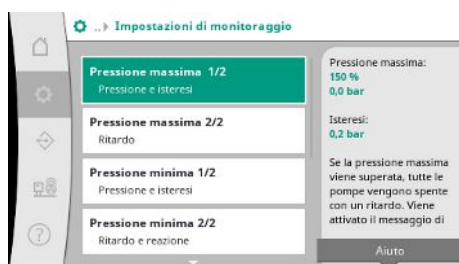 ..▸ Impostazioni di monitoraggio
Pressione massima 1/2
Pressione e isteresi
Pressione massima 2/2
Ritardo
Pressione minima 1/2
Pressione e isteresi
Pressione minima 2/2
Ritardo e reazione
Pressione massima:
150 %
0,0 bar
Isteresi:
0,2 bar
Se la pressione massima
viene superata, tutte le
pompe vengono spente
con un ritardo. Viene
attivato il messaggio di
Aiuto